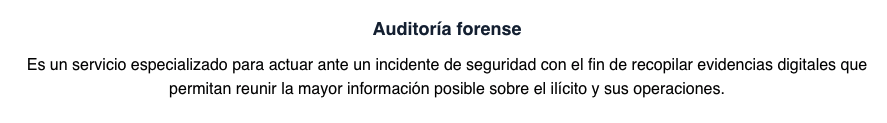 Auditoría forense
Es un servicio especializado para actuar ante un incidente de seguridad con el fin de recopilar evidencias digitales que
permitan reunir la mayor información posible sobre el ilícito y sus operaciones.